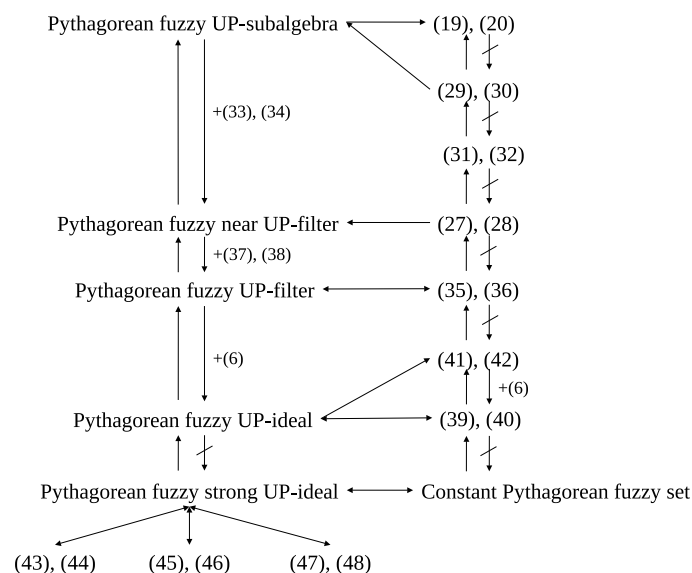 Pythagorean fuzzy UP-subalgebra (19), (20)
(29), (30)
+(33), (34)
(31), (32)
Pythagorean fuzzy near UP-filter (27), (28)
+(37), (38)
Pythagorean fuzzy UP-filter (35), (36)
+(6) (41), (42)
+(6)
Pythagorean fuzzy UP-ideal (39), (40)
Pythagorean fuzzy strong UP-ideal Constant Pythagorean fuzzy set
(43), (44) (45), (46) (47), (48)